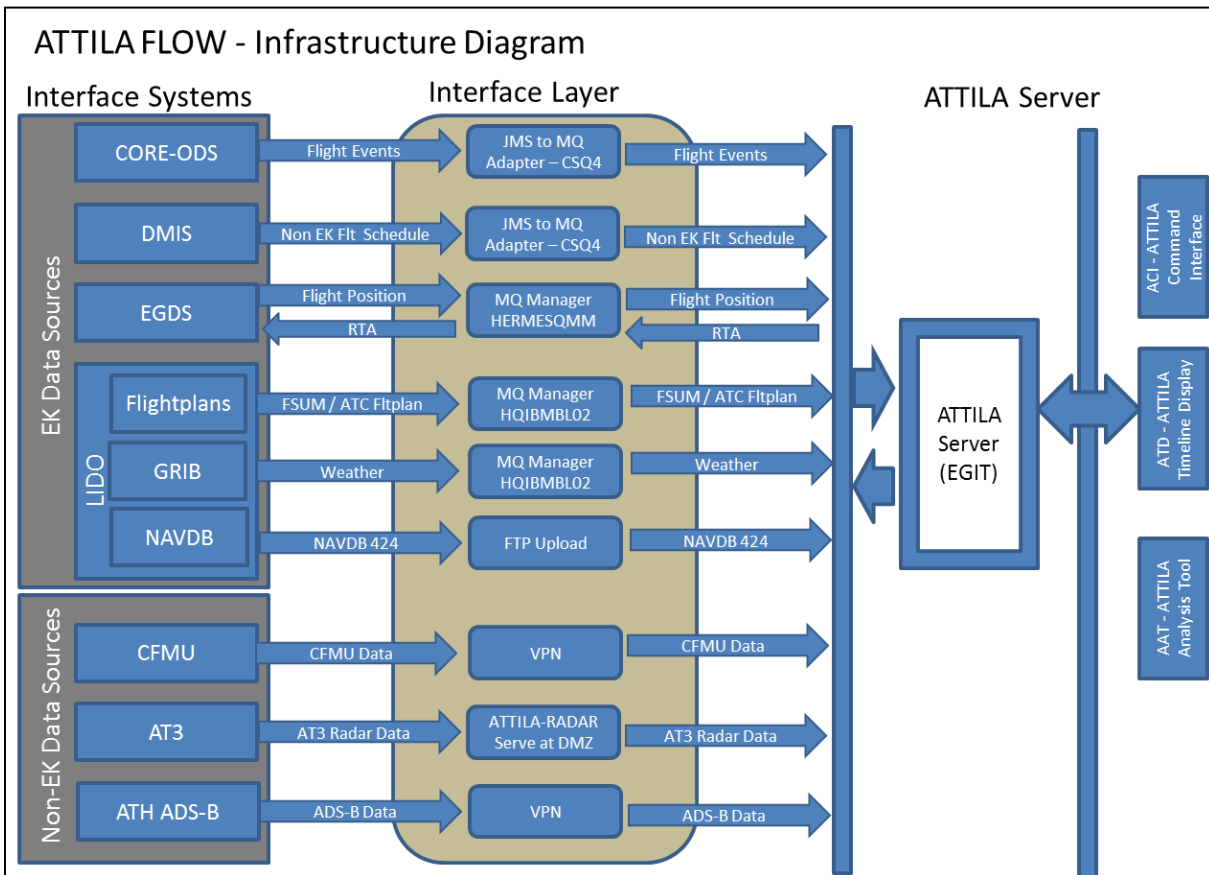 ATTILA FLOW - Infrastructure Diagram
Interface Systems
Interface Layer
ATTILA Server
EK Data Sources
CORE-ODS
Flight Events
JMS to MQ
Adapter – CSQ4
Flight Events
DMIS
Non EK Flt Schedule
JMS to MQ
Adapter – CSQ4
Non EK Flt Schedule
EGDS
Flight Position
RTA
MQ Manager
HERMESQMM
Flight Position
RTA
LIDO
Flightplans
FSUM / ATC Fltplan
MQ Manager
HQIBMBL02
FSUM / ATC Fltplan
GRIB
Weather
MQ Manager
HQIBMBL02
Weather
NAVDB
NAVDB 424
FTP Upload
NAVDB 424
Non-EK Data Sources
CFMU
CFMU Data
VPN
CFMU Data
AT3
AT3 Radar Data
ATTILA-RADAR
Serve at DMZ
AT3 Radar Data
ATH ADS-B
ADS-B Data
VPN
ADS-B Data
ATTILA
Server
(EGIT)
ACI - ATTILA
Command
Interface
ATD - ATTILA
Timeline Display
AAT - ATTILA
Analysis Tool